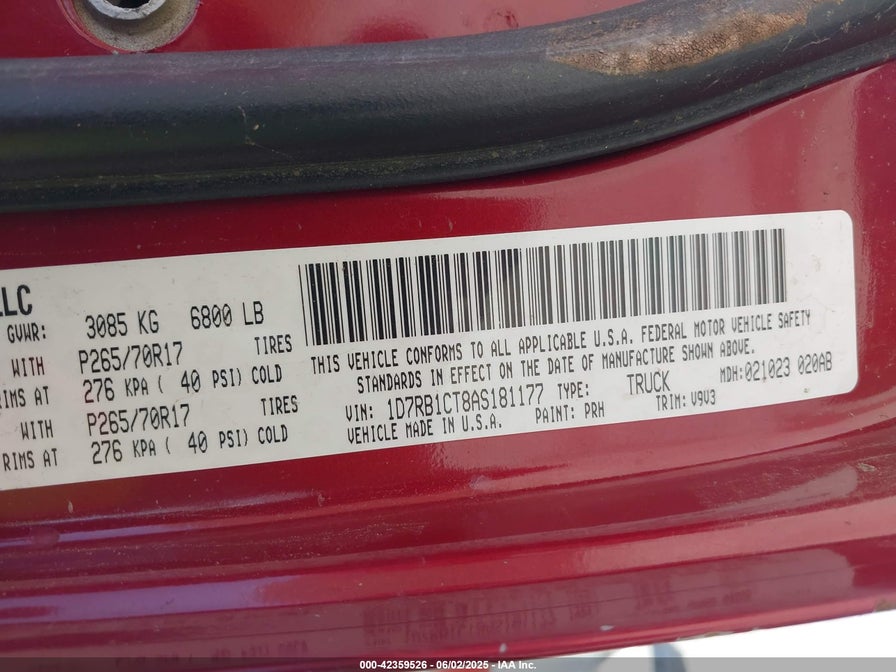 LLC
GVWR: 3085 KG 6800 LB
WITH P265/70R17 TIRES
RIMS AT 276 KPA ( 40 PSI) COLD
WITH P265/70R17 TIRES
RIMS AT 276 KPA ( 40 PSI) COLD
THIS VEHICLE CONFORMS TO ALL APPLICABLE U.S.A. FEDERAL MOTOR VEHICLE SAFETY
STANDARDS IN EFFECT ON THE DATE OF MANUFACTURE SHOWN ABOVE.
VIN: 1D7RB1CT8AS181177 TYPE: TRUCK MDH: 021023 020AB
VEHICLE MADE IN U.S.A. PAINT: PRH TRIM: V9V3
000-42359526 - 06/02/2025 - IAA Inc.